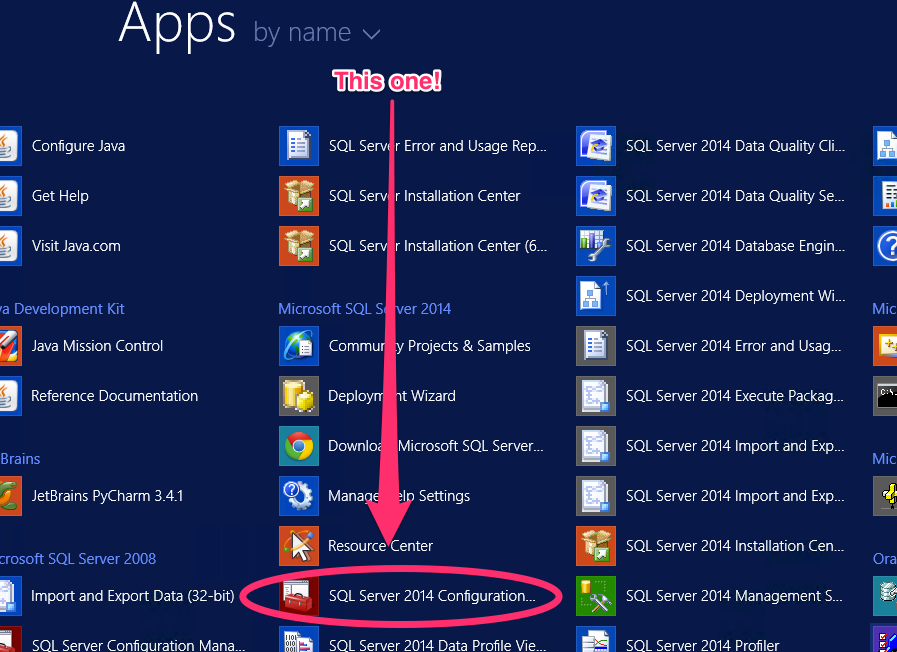 Apps by name
This one!
Configure Java
Get Help
Visit Java.com
va Development Kit
Java Mission Control
Reference Documentation
Brains
JetBrains PyCharm 3.4.1
crosoft SQL Server 2008
Import and Export Data (32-bit)
SQL Server Configuration Mana...
SQL Server Error and Usage Rep...
SQL Server Installation Center
SQL Server Installation Center (6...
Microsoft SQL Server 2014
Community Projects & Samples
Deployment Wizard
Download Microsoft SQL Server...
Manage Help Settings
Resource Center
SQL Server 2014 Configuration...
SQL Server 2014 Data Profile Vie...
SQL Server 2014 Data Quality Cli...
SQL Server 2014 Data Quality Se...
SQL Server 2014 Database Engin...
SQL Server 2014 Deployment Wi...
SQL Server 2014 Error and Usag...
SQL Server 2014 Execute Packag...
SQL Server 2014 Import and Exp...
SQL Server 2014 Import and Exp...
SQL Server 2014 Installation Cen...
SQL Server 2014 Management S...
SQL Server 2014 Profiler
Mic
Mic
Ora